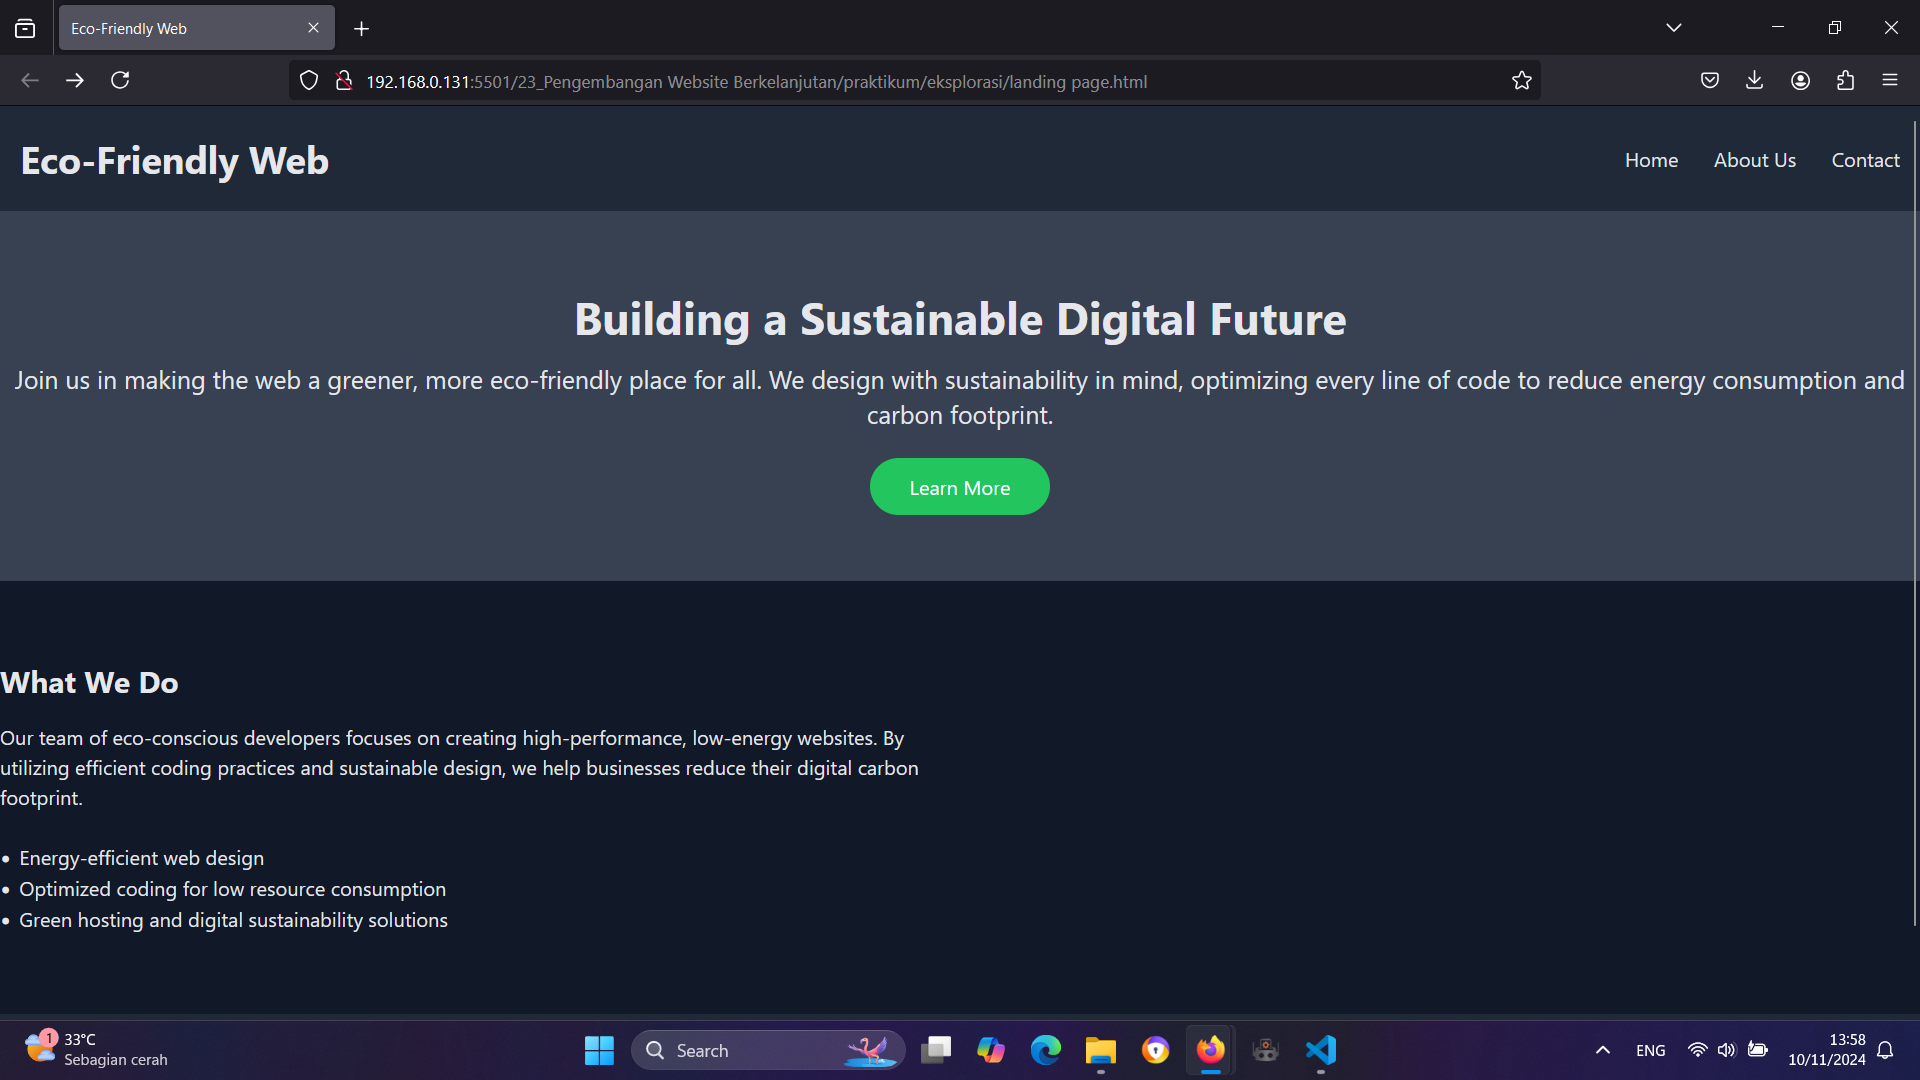 Eco-Friendly Web
192.168.0.131:5501/23_Pengembangan Website Berkelanjutan/praktikum/eksplorasi/landing page.html
Eco-Friendly Web
Home About Us Contact
Building a Sustainable Digital Future
Join us in making the web a greener, more eco-friendly place for all. We design with sustainability in mind, optimizing every line of code to reduce energy consumption and
carbon footprint.
Learn More
What We Do
Our team of eco-conscious developers focuses on creating high-performance, low-energy websites. By
utilizing efficient coding practices and sustainable design, we help businesses reduce their digital carbon
footprint.
• Energy-efficient web design
• Optimized coding for low resource consumption
• Green hosting and digital sustainability solutions
1
33°C
Sebagian cerah
Search
ENG
13:58
10/11/2024